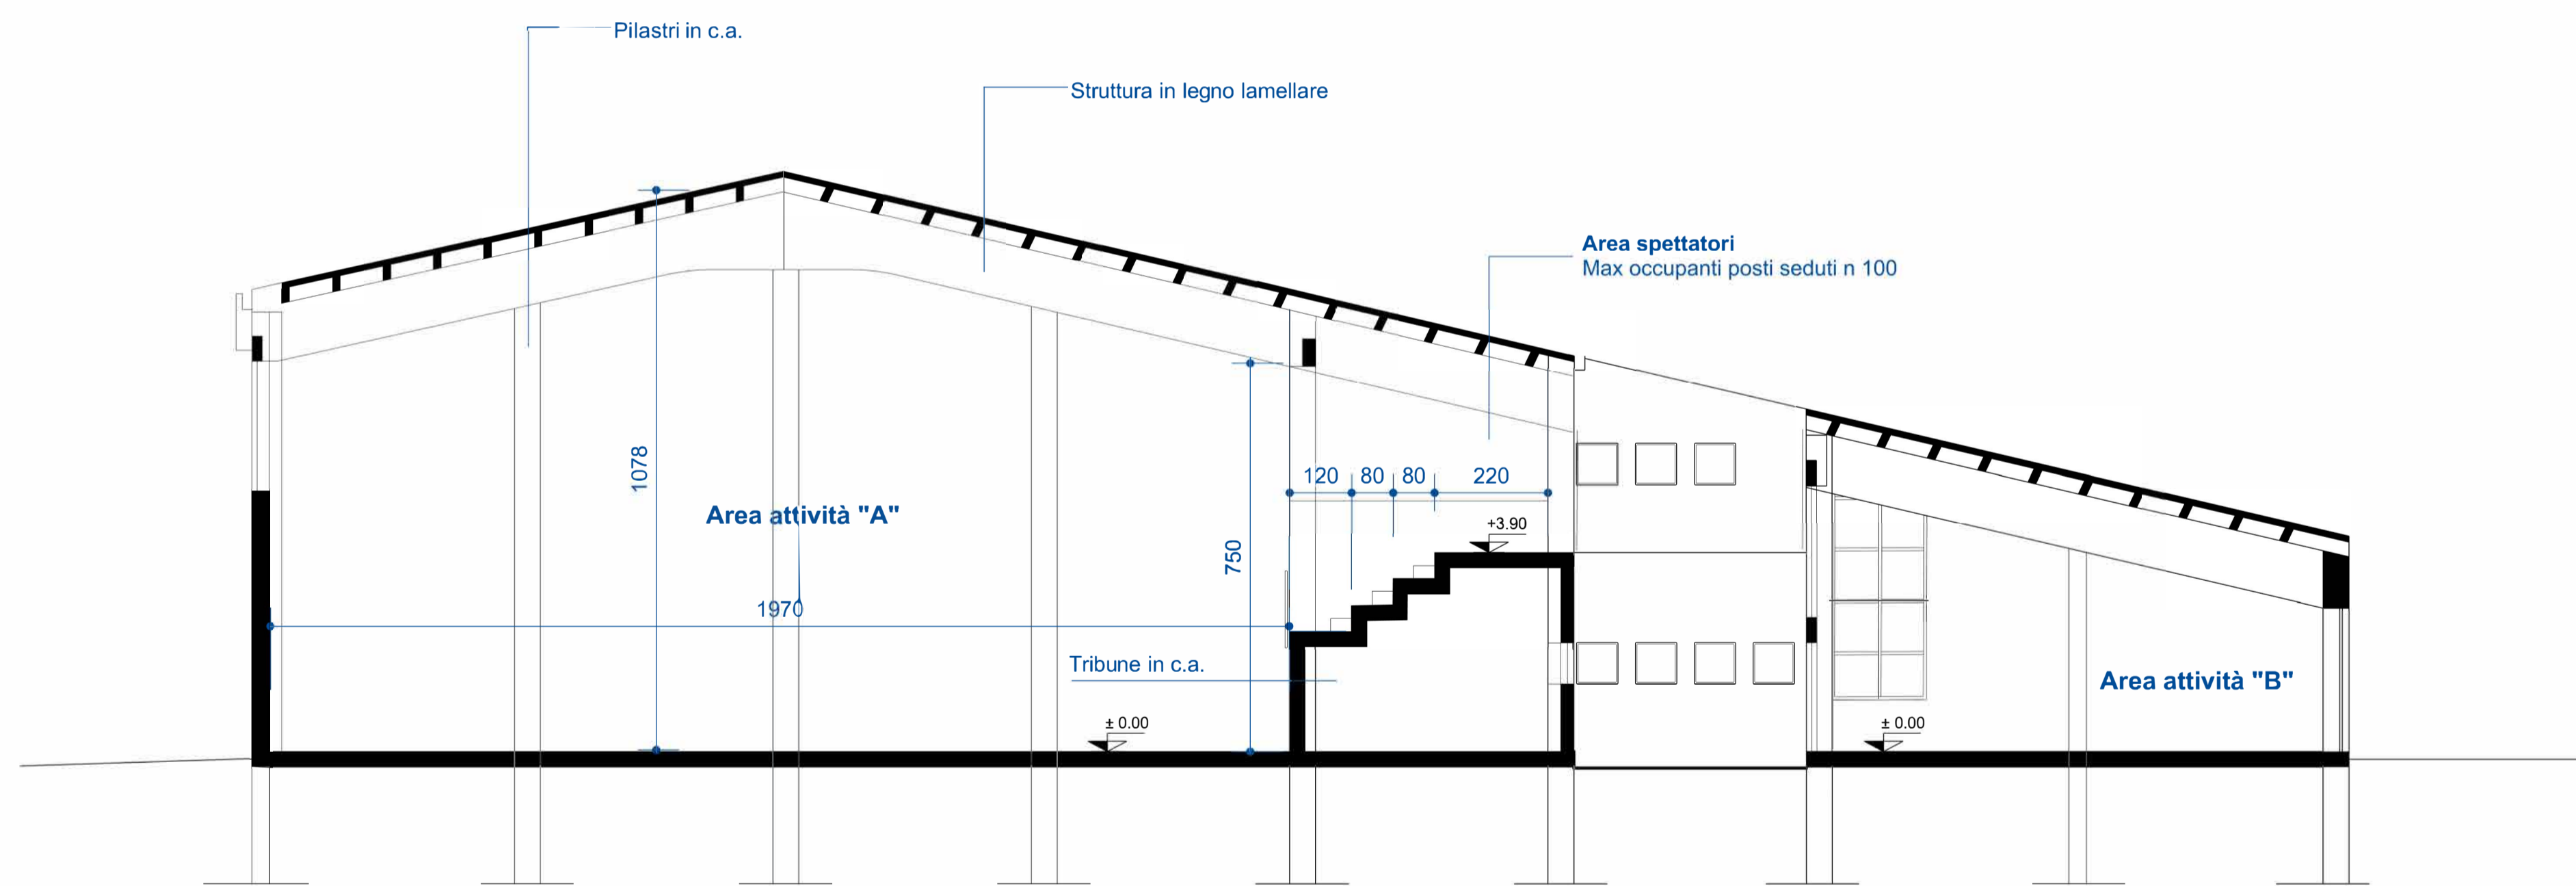 Pilastri in c.a.
Struttura in legno lamellare
Area spettatori
Max occupanti posti seduti n 100
1078
120 80 80 220
Area attività "A"
+3.90
750
1970
Tribune in c.a.
Area attività "B"
± 0.00
± 0.00